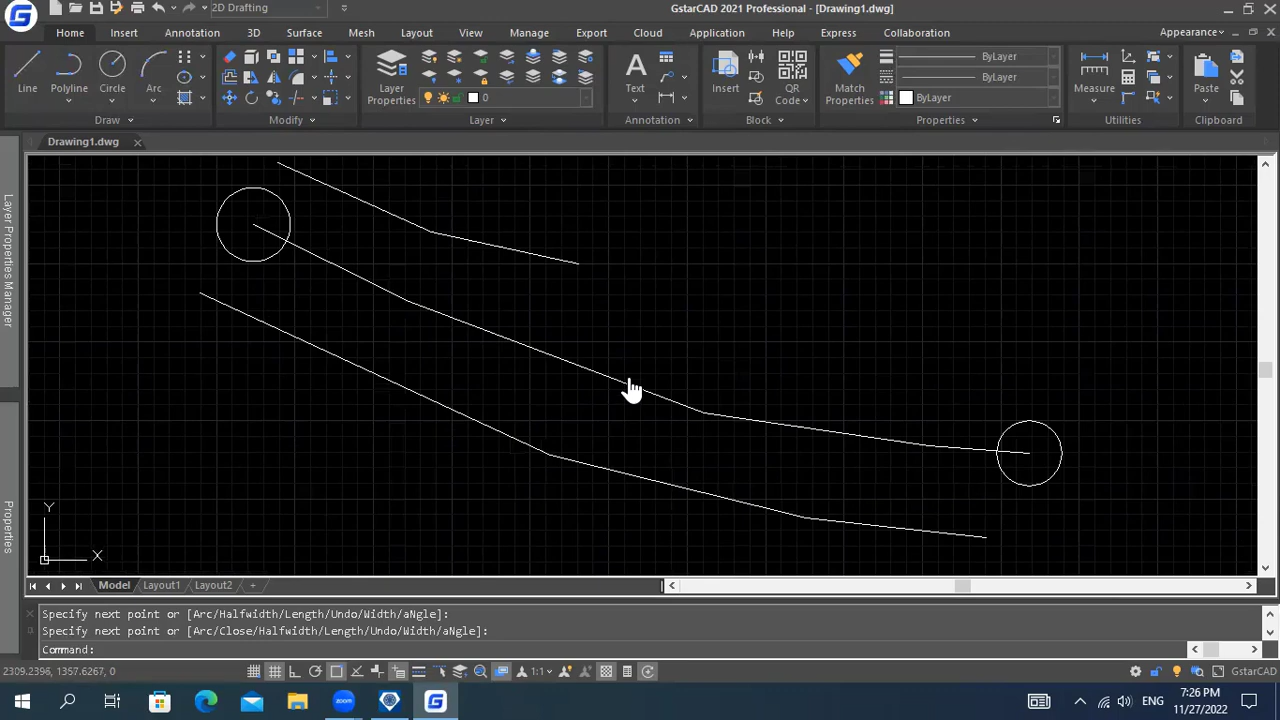 2D Drafting
GstarCAD 2021 Professional - [Drawing1.dwg]
Home Insert Annotation 3D Surface Mesh Layout View Manage Export Cloud Application Help Express Collaboration Appearance
Line Polyline Circle Arc
Layer Properties
0
Text
Insert
QR Code
Match Properties
ByLayer
ByLayer
ByLayer
Measure
Paste
Draw Modify Layer Annotation Block Properties Utilities Clipboard
Drawing1.dwg
Layer Properties Manager
Properties
Y
X
Model Layout1 Layout2 +
Specify next point or [Arc/Halfwidth/Length/Undo/Width/aNgle]:
Specify next point or [Arc/Close/Halfwidth/Length/Undo/Width/aNgle]:
Command:
2309.2396, 1357.6267, 0
1:1
GstarCAD
zoom
ENG
7:26 PM
11/27/2022